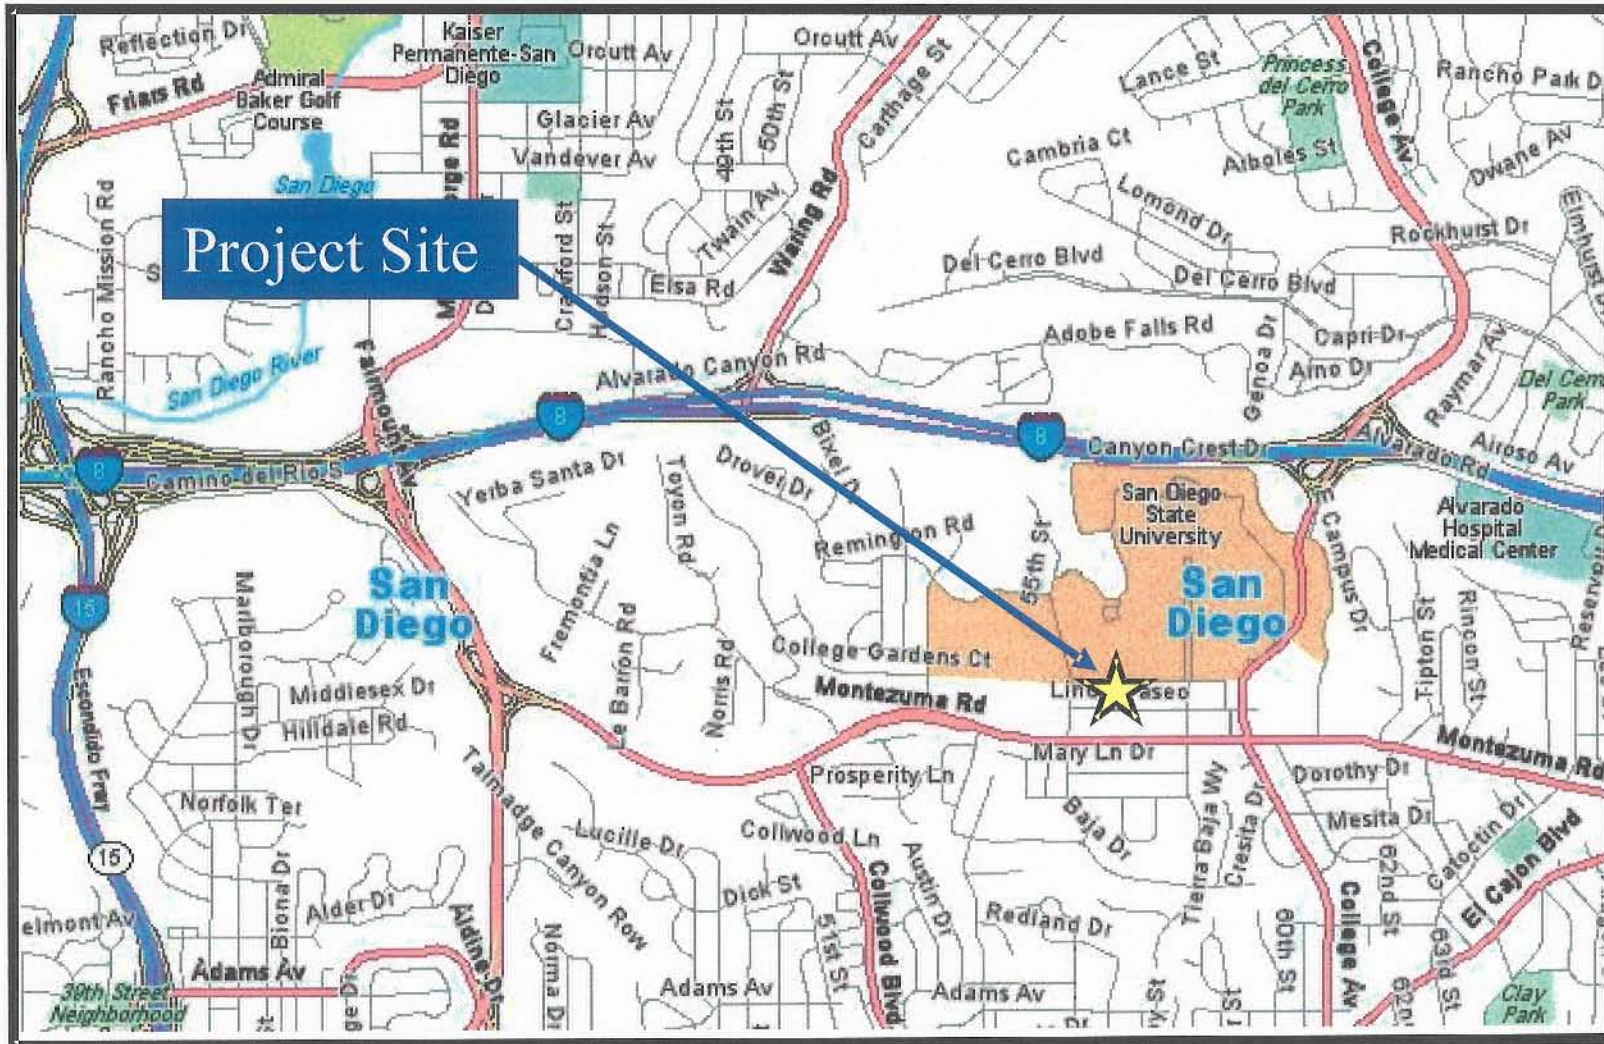 Reflection Dr
Friars Rd
Admiral
Baker Golf
Course
Kaiser
Permanente-San
Diego
Orcutt Av
Orcutt Av
Glacier Av
Vandever Av
49th St
50th St
Twain Av
Waring Rd
Carthage St
Lance St
Princess
del Cerro
Park
College Av
Rancho Park D
Cambria Ct
Arboles St
Dwane Av
Lomond Dr
Elmhurst D
Rockhurst Dr
San Diego
Rancho Mission Rd
Project Site
Crawford St
Elsa Rd
Del Cerro Blvd
Del Cerro Blvd
Adobe Falls Rd
Genoa Dr
Capri Dr
Arno Dr
Raymar Av
Del Cerr
Park
San Diego River
Fairmount Av
Alvarado Canyon Rd
8
8
8
Camino del Rio S
Canyon Crest Dr
Alvarado Rd
Airoso Av
Yerba Santa Dr
Toyon Rd
Drover Dr
Bixel D
Remington Rd
55th St
San Diego
State
University
E Campus Dr
Alvarado
Hospital
Medical Center
Fremontia Ln
Marlborough Dr
15
San
Diego
San
Diego
Le Barron Rd
Norris Rd
College Gardens Ct
Montezuma Rd
Tipton St
Rincon St
Middlesex Dr
Hilldale Rd
Escondido Frwy
Mary Ln Dr
Montezuma Rd
Prosperity Ln
Dorothy Dr
Norfolk Ter
Talmadge Canyon Row
Lucille Dr
Collwood Ln
Baja Dr
Tierra Baja Wy
Cresita Dr
Mesita Dr
Catoctin Dr
El Cajon Blvd
15
Biona Dr
Alder Dr
Aldine Dr
Dick St
Collwood Blvd
Austin Dr
Redland Dr
60th St
College Av
62nd St
63rd St
elmont Av
Adams Av
Norma Dr
51st St
Adams Av
Adams Av
39th Street
Neighborhood
Clay
Park